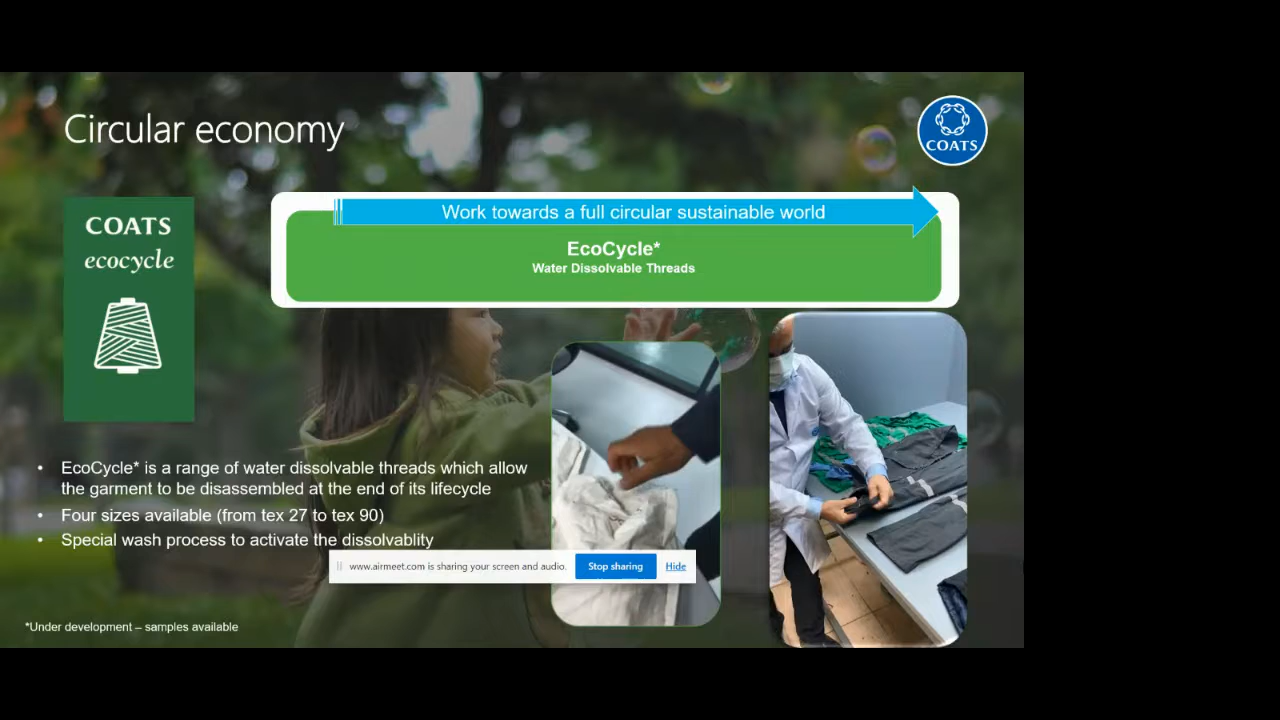 Circular economy
COATS
COATS
ecocycle
Work towards a full circular sustainable world
EcoCycle*
Water Dissolvable Threads
• EcoCycle* is a range of water dissolvable threads which allow
the garment to be disassembled at the end of its lifecycle
• Four sizes available (from tex 27 to tex 90)
• Special wash process to activate the dissolvablity
www.airmeet.com is sharing your screen and audio.
Stop sharing
Hide
*Under development – samples available